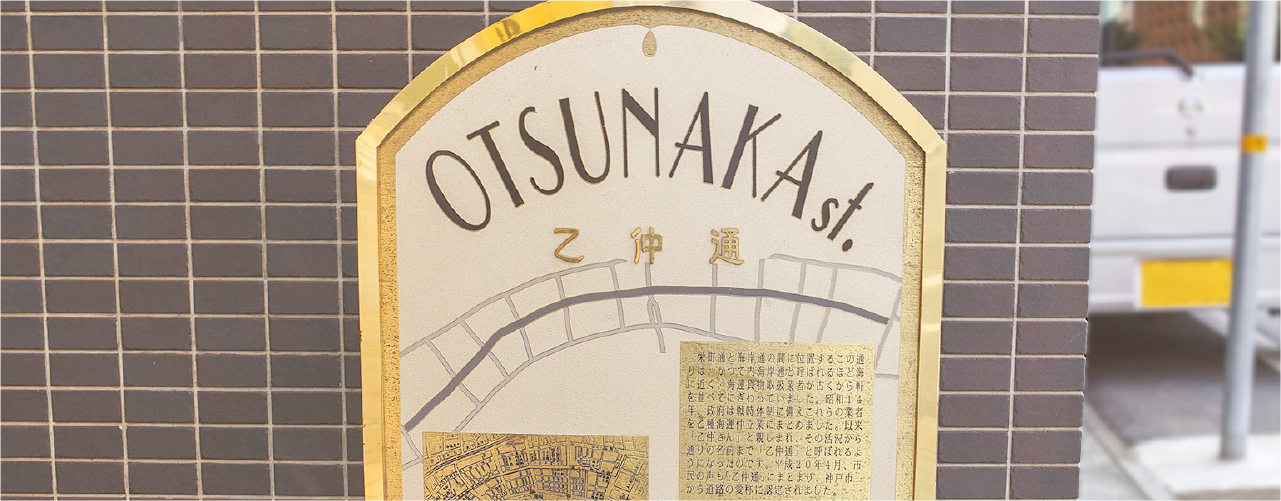 OTSUNAKA st.
乙仲通
栄町通と海岸通の間に位置するこの通
りは、かつて内海岸通と呼ばれるほど海
に近く、海運貨物取扱業者が古くから軒
を並べてにぎわっていました。昭和14
年、政府は戦時体制に備えこれらの業者
を乙種海運仲立業にまとめました。以来
「乙仲さん」と親しまれ、その活況から
通りの名前まで「乙仲通」と呼ばれるよ
うになったのです。平成20年4月、市
民の声も「乙仲通」にまとまり、神戸市
から道路の愛称に認定されました。